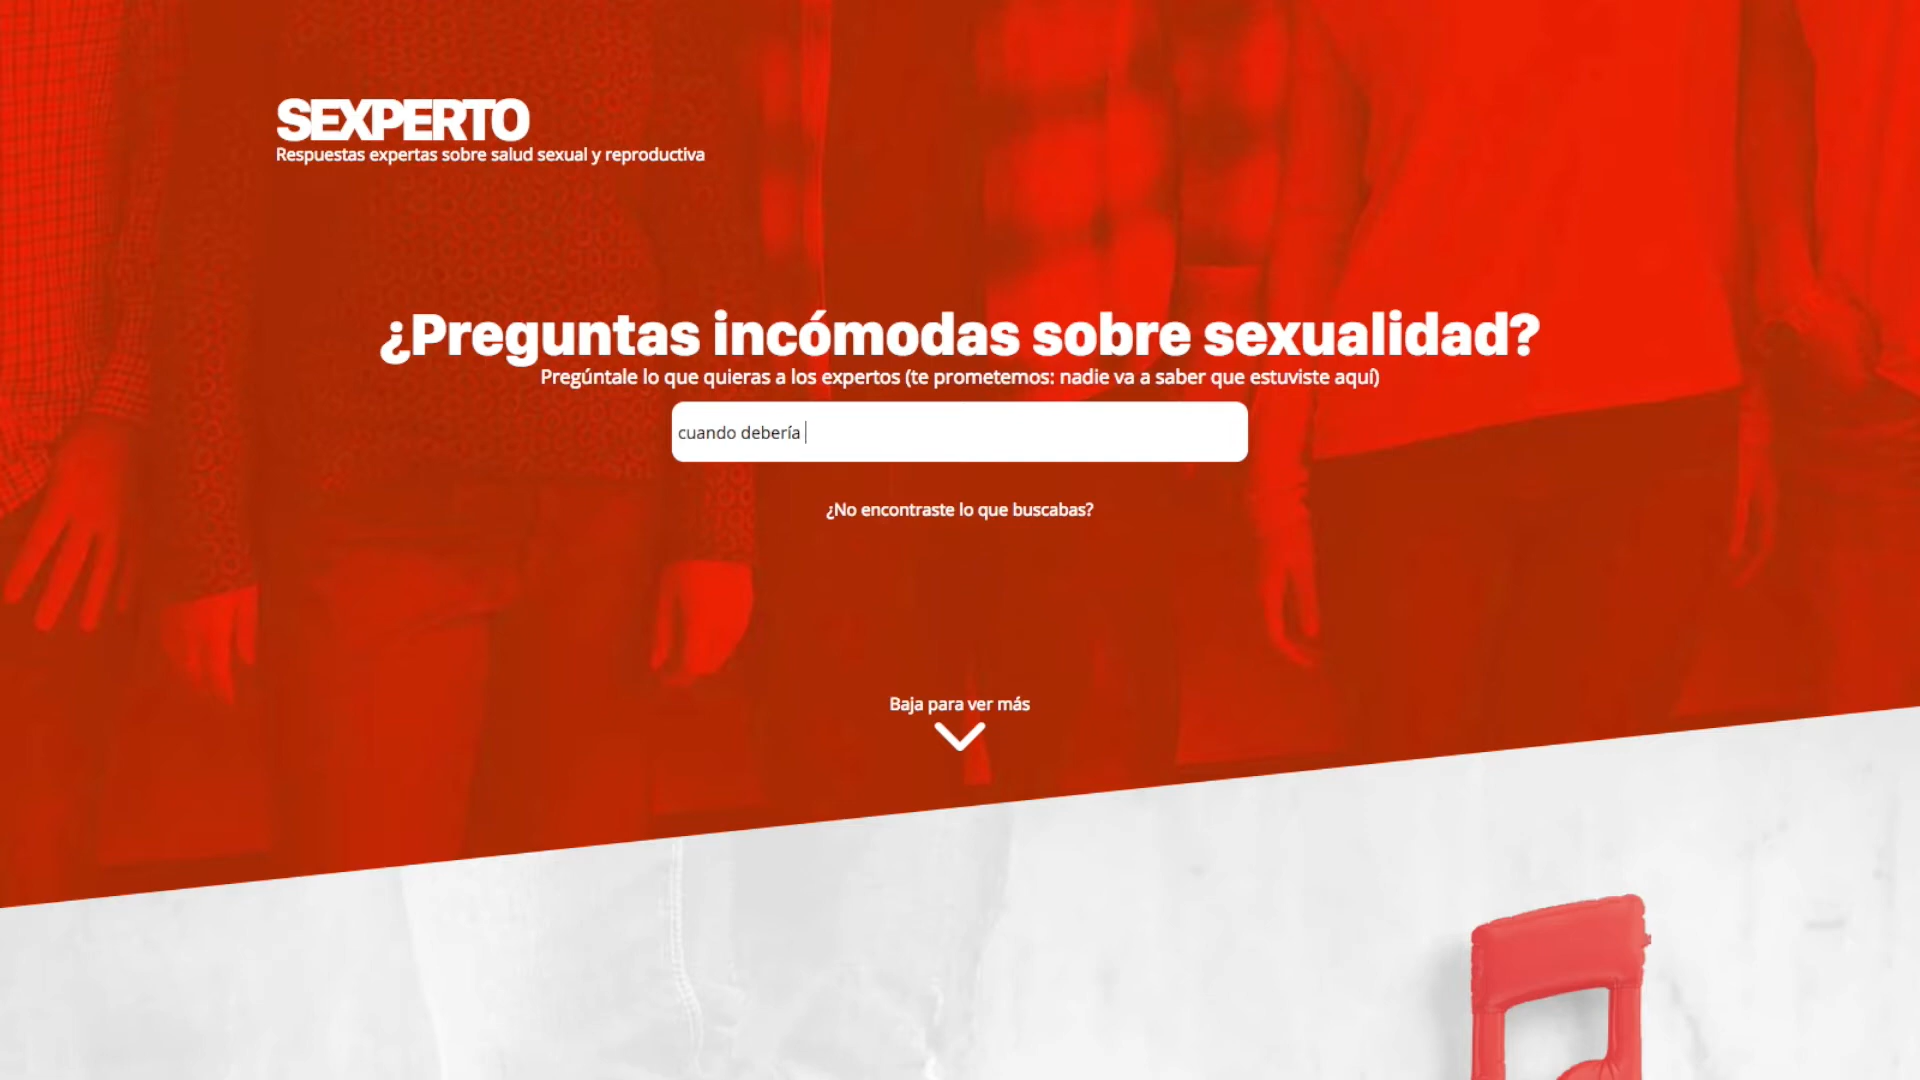 SEXPERTO
Respuestas expertas sobre salud sexual y reproductiva
¿Preguntas incómodas sobre sexualidad?
Pregúntale lo que quieras a los expertos (te prometemos: nadie va a saber que estuviste aquí)
cuando debería
¿No encontraste lo que buscabas?
Baja para ver más